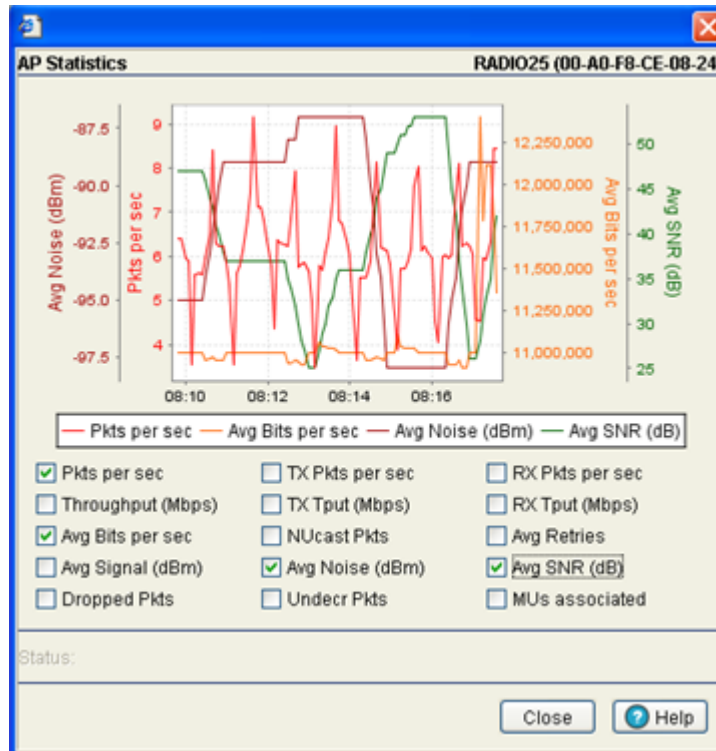 AP Statistics RADIO25 (00-A0-F8-CE-08-24
Avg Noise (dBm)
-87.5
-90.0
-92.5
-95.0
-97.5
Pkts per sec
9
8
7
6
5
4
12,250,000
12,000,000
11,750,000
11,500,000
11,250,000
11,000,000
Avg Bits per sec
50
46
40
35
30
26
Avg SNR (dB)
08:10 08:12 08:14 08:16
Pkts per sec Avg Bits per sec Avg Noise (dBm) Avg SNR (dB)
Pkts per sec TX Pkts per sec RX Pkts per sec
Throughput (Mbps) TX Tput (Mbps) RX Tput (Mbps)
Avg Bits per sec NUcast Pkts Avg Retries
Avg Signal (dBm) Avg Noise (dBm) Avg SNR (dB)
Dropped Pkts Undecr Pkts MUs associated
Status:
Close ? Help